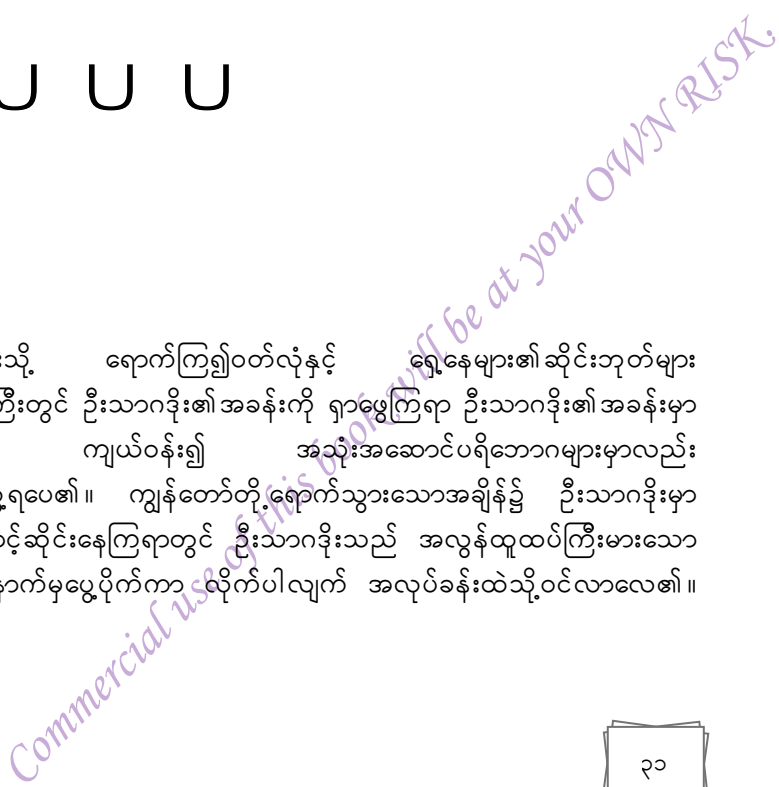 ပ ပ ပ
းသို့ ရောက်ကြ၍ဝတ်လုံနှင့် ရှေ့နေများ၏ဆိုင်းဘုတ်များ
ကြီးတွင် ဦးသာဂဒိုး၏အခန်းကို ရှာဖွေကြရာ ဦးသာဂဒိုး၏အခန်းမှာ
ကျယ်ဝန်း၍ အသုံးအဆောင်ပရိဘောဂများမှာလည်း
ွေ့ရပေ၏။ ကျွန်တော်တို့ရောက်သွားသောအချိန်၌ ဦးသာဂဒိုးမှာ
င့်ဆိုင်းနေကြရာတွင် ဦးသာဂဒိုးသည် အလွန်ထူထပ်ကြီးမားသော
နောက်မှပွေ့ပိုက်ကာ လိုက်ပါလျက် အလုပ်ခန်းထဲသို့ဝင်လာလေ၏။
Commercial use of this book will be at your OWN RISK.
၃၁